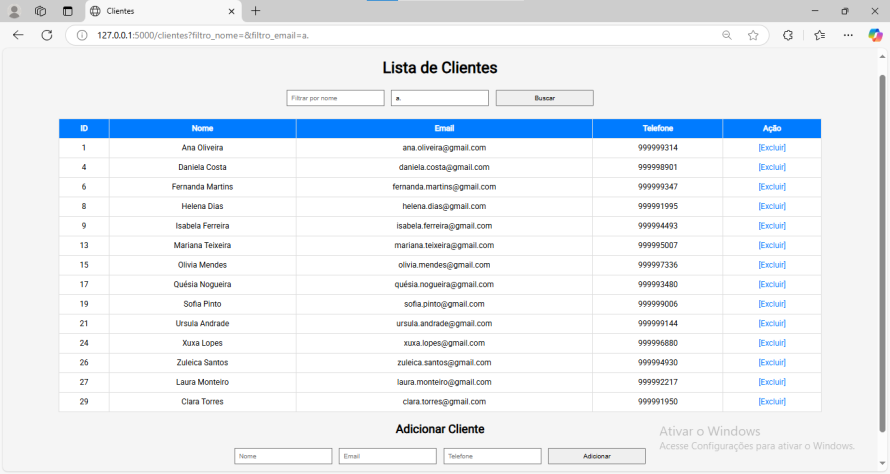 Clientes
127.0.0.1:5000/clientes?filtro_nome=&filtro_email=a.
Lista de Clientes
Filtrar por nome a. Buscar
ID Nome Email Telefone Ação
1 Ana Oliveira ana.oliveira@gmail.com 999999314 [Excluir]
4 Daniela Costa daniela.costa@gmail.com 999998901 [Excluir]
6 Fernanda Martins fernanda.martins@gmail.com 999999347 [Excluir]
8 Helena Dias helena.dias@gmail.com 999991995 [Excluir]
9 Isabela Ferreira isabela.ferreira@gmail.com 999994493 [Excluir]
13 Mariana Teixeira mariana.teixeira@gmail.com 999995007 [Excluir]
15 Olivia Mendes olivia.mendes@gmail.com 999997336 [Excluir]
17 Quésia Nogueira quésia.nogueira@gmail.com 999993480 [Excluir]
19 Sofia Pinto sofia.pinto@gmail.com 999999006 [Excluir]
21 Ursula Andrade ursula.andrade@gmail.com 999999144 [Excluir]
24 Xuxa Lopes xuxa.lopes@gmail.com 999996880 [Excluir]
26 Zuleica Santos zuleica.santos@gmail.com 999994930 [Excluir]
27 Laura Monteiro laura.monteiro@gmail.com 999992217 [Excluir]
29 Clara Torres clara.torres@gmail.com 999991950 [Excluir]
Adicionar Cliente
Nome Email Telefone Adicionar
Ativar o Windows
Acesse Configurações para ativar o Windows.